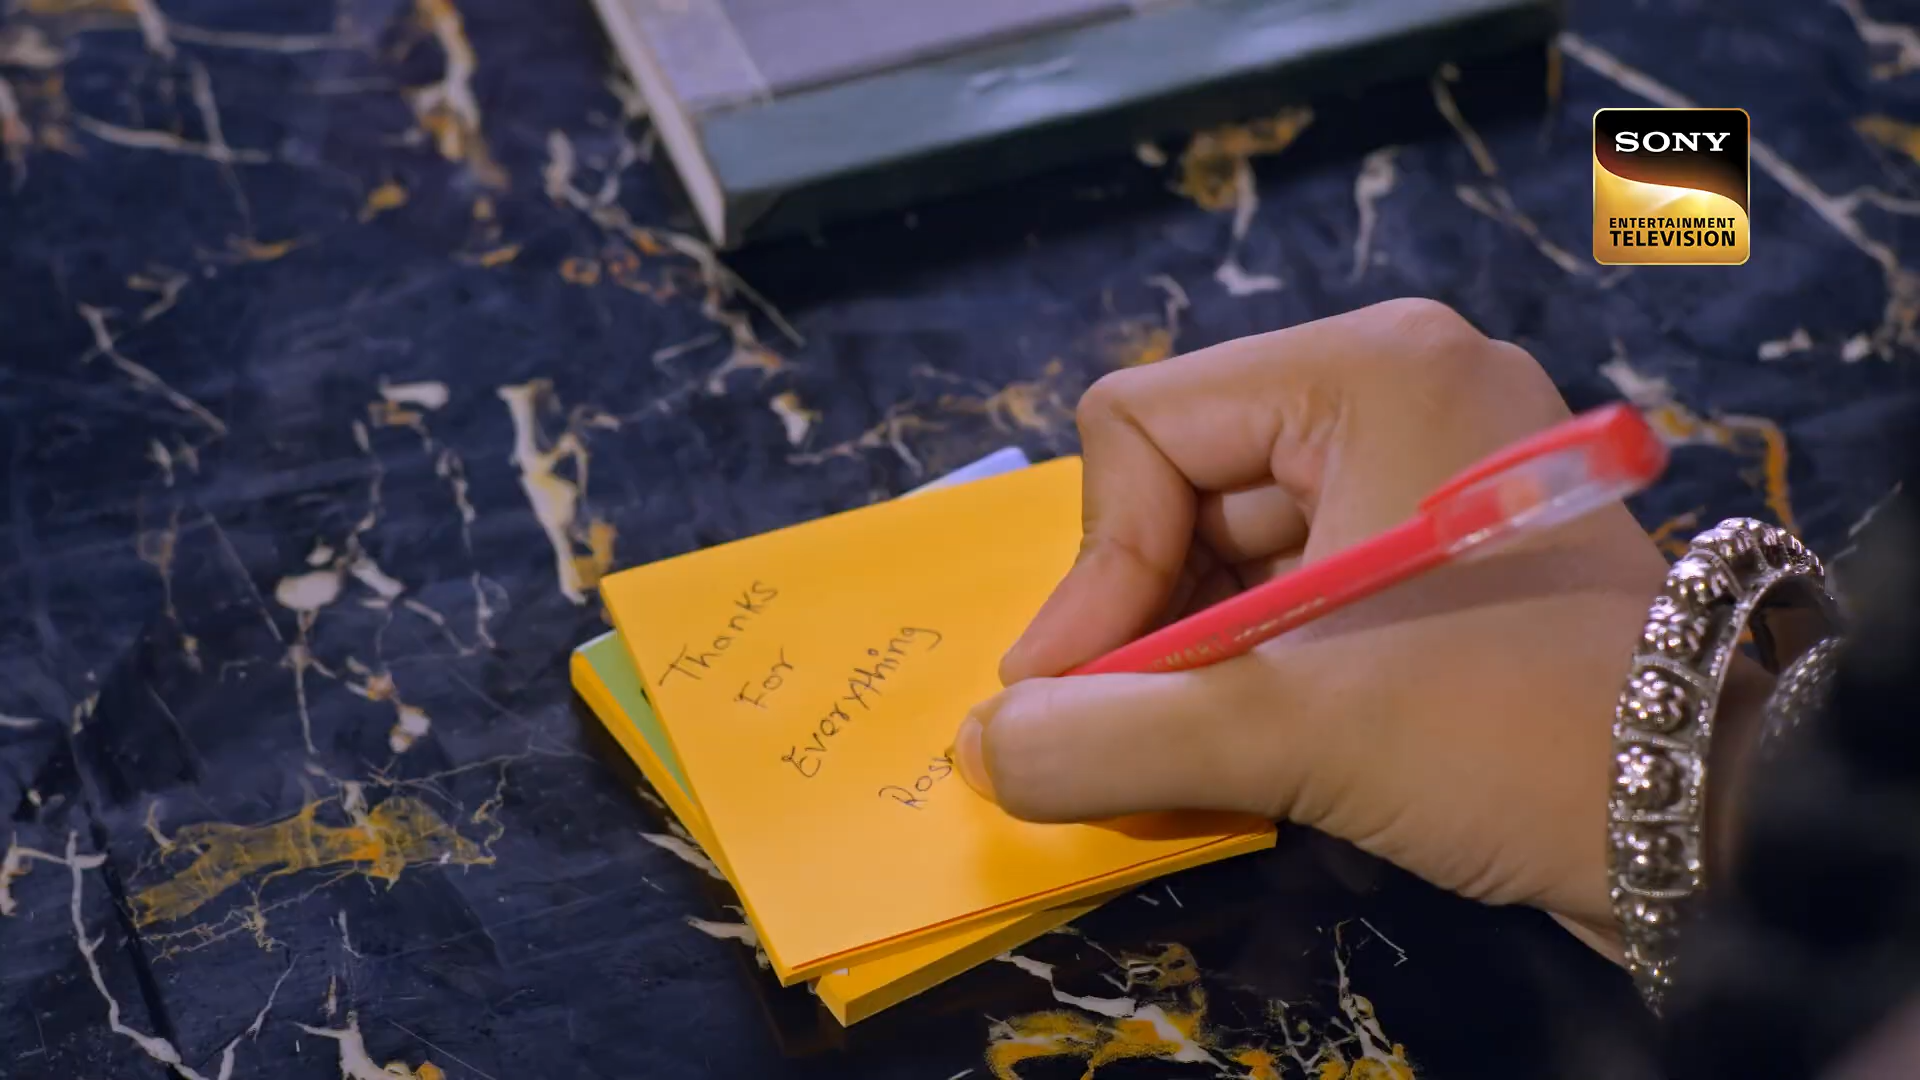 SONY
ENTERTAINMENT
TELEVISION
Thanks
For
Everything